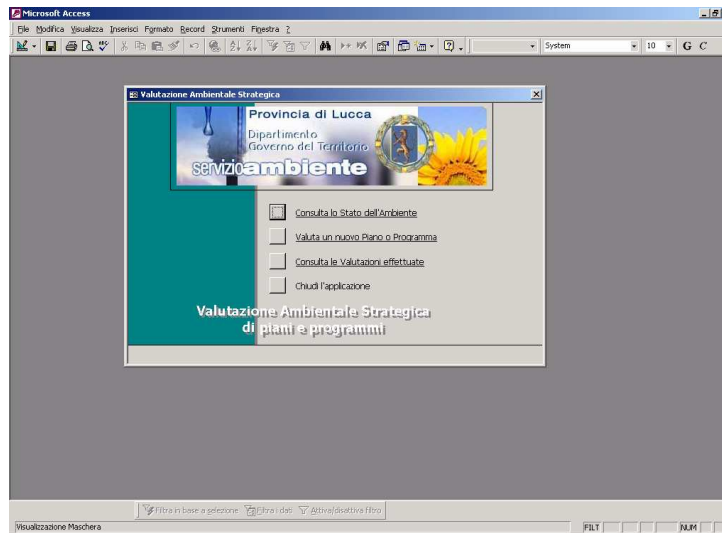 Microsoft Access
File Modifica Visualizza Inserisci Formato Record Strumenti Finestra ?
System 10 G C
Valutazione Ambientale Strategica
Provincia di Lucca
Dipartimento
Governo del Territorio
servizio ambiente
Consulta lo Stato dell'Ambiente
Valuta un nuovo Piano o Programma
Consulta le Valutazioni effettuate
Chiudi l'applicazione
Valutazione Ambientale Strategica
di piani e programmi
Filtra in base a selezione Filtra i dati Attiva/disattiva filtro
Visualizzazione Maschera FILT NUM